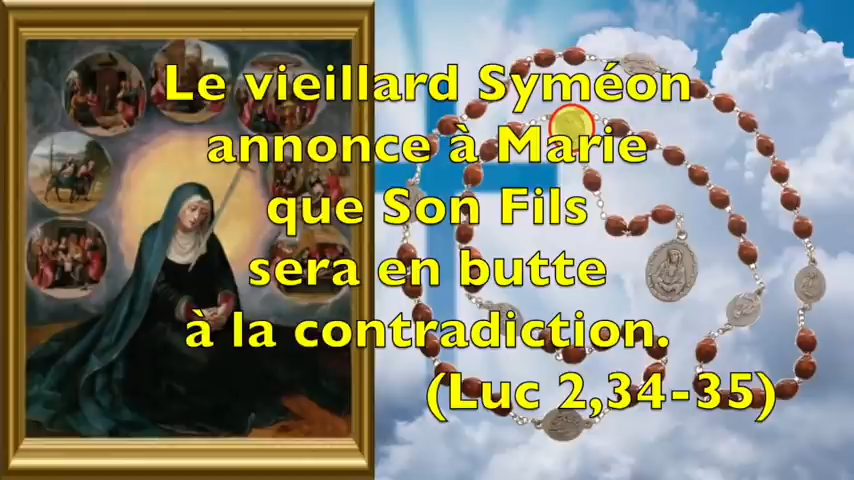 Le vieillard Syméon
annonce à Marie
que Son Fils
sera en butte
à la contradiction.
(Luc 2,34-35)